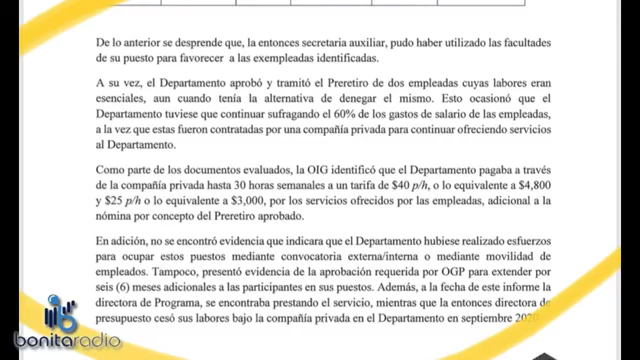 De lo anterior se desprende que, la entonces secretaria auxiliar, pudo haber utilizado las facultades
de su puesto para favorecer a las exempleadas identificadas.
A su vez, el Departamento aprobó y tramitó el Preretiro de dos empleadas cuyas labores eran
esenciales, aun cuando tenía la alternativa de denegar el mismo. Esto ocasionó que el
Departamento tuviese que continuar sufragando el 60% de los gastos de salario de las empleadas,
a la vez que estas fueron contratadas por una compañía privada para continuar ofreciendo servicios
al Departamento.
Como parte de los documentos evaluados, la OIG identificó que el Departamento pagaba a través
de la compañía privada hasta 30 horas semanales a un tarifa de $40 p/h, o lo equivalente a $4,800
y $25 p/h o lo equivalente a $3,000, por los servicios ofrecidos por las empleadas, adicional a la
nómina por concepto del Preretiro aprobado.
En adición, no se encontró evidencia que indicara que el Departamento hubiese realizado esfuerzos
para ocupar estos puestos mediante convocatoria externa/interna o mediante movilidad de
empleados. Tampoco, presentó evidencia de la aprobación requerida por OGP para extender por
seis (6) meses adicionales a las participantes en sus puestos. Además, a la fecha de este informe la
directora de Programa, se encontraba prestando el servicio, mientras que la entonces directora de
presupuesto cesó sus labores bajo la compañía privada en el Departamento en septiembre
bonitaradio